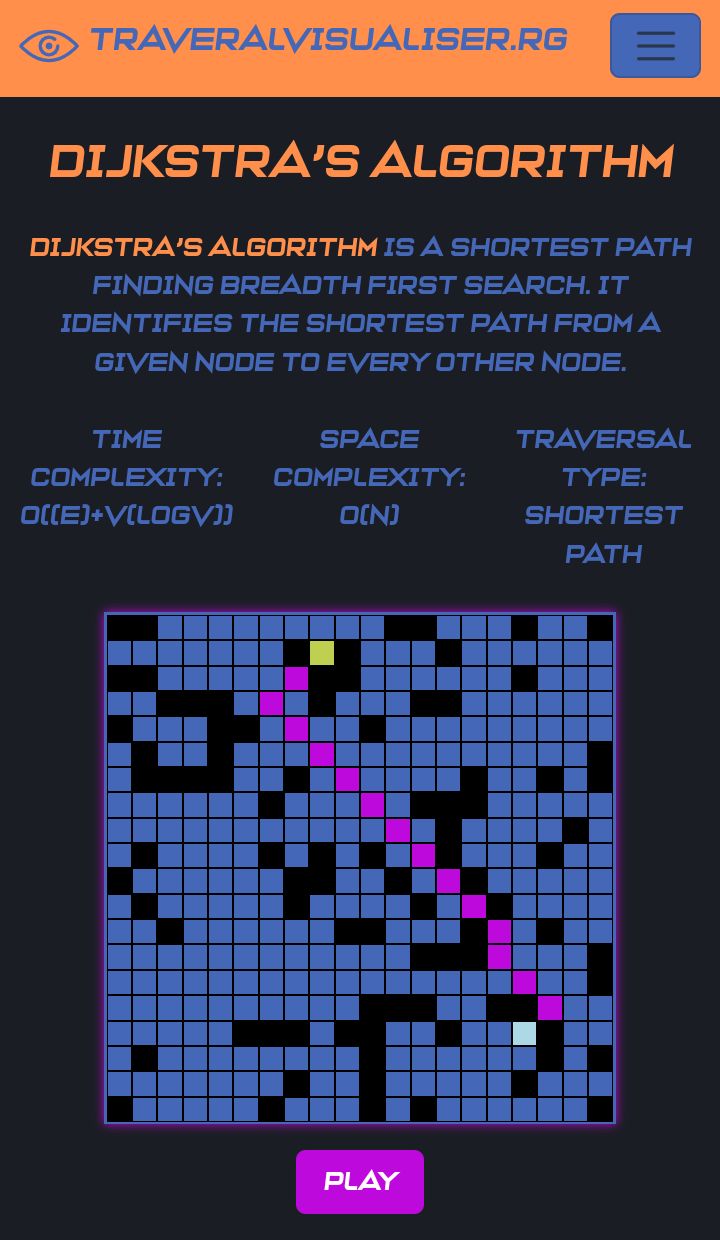 TRAVERALVISUALISER.RG
DIJKSTRA'S ALGORITHM
DIJKSTRA'S ALGORITHM IS A SHORTEST PATH
FINDING BREADTH FIRST SEARCH. IT
IDENTIFIES THE SHORTEST PATH FROM A
GIVEN NODE TO EVERY OTHER NODE.
TIME
COMPLEXITY:
O((E)+V(LOGV))
SPACE
COMPLEXITY:
O(N)
TRAVERSAL
TYPE:
SHORTEST
PATH
PLAY